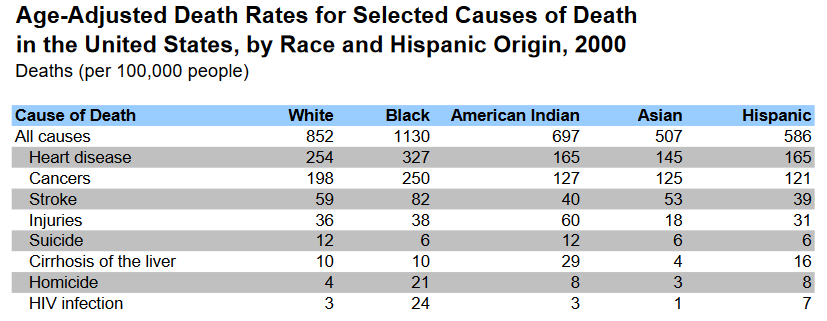 Age-Adjusted Death Rates for Selected Causes of Death
in the United States, by Race and Hispanic Origin, 2000
Deaths (per 100,000 people)
Cause of Death White Black American Indian Asian Hispanic
All causes 852 1130 697 507 586
Heart disease 254 327 165 145 165
Cancers 198 250 127 125 121
Stroke 59 82 40 53 39
Injuries 36 38 60 18 31
Suicide 12 6 12 6 6
Cirrhosis of the liver 10 10 29 4 16
Homicide 4 21 8 3 8
HIV infection 3 24 3 1 7